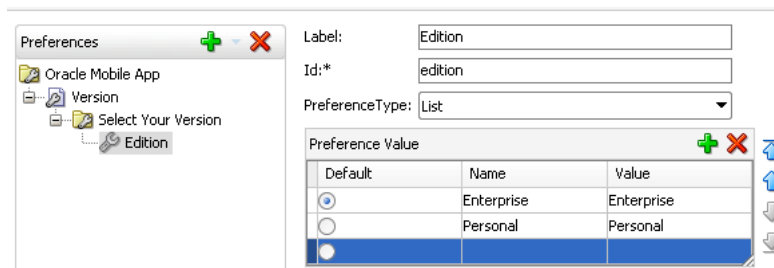 Preferences
Oracle Mobile App
Version
Select Your Version
Edition
Label: Edition
Id:* edition
PreferenceType: List
Preference Value
Default Name Value
Enterprise Enterprise
Personal Personal